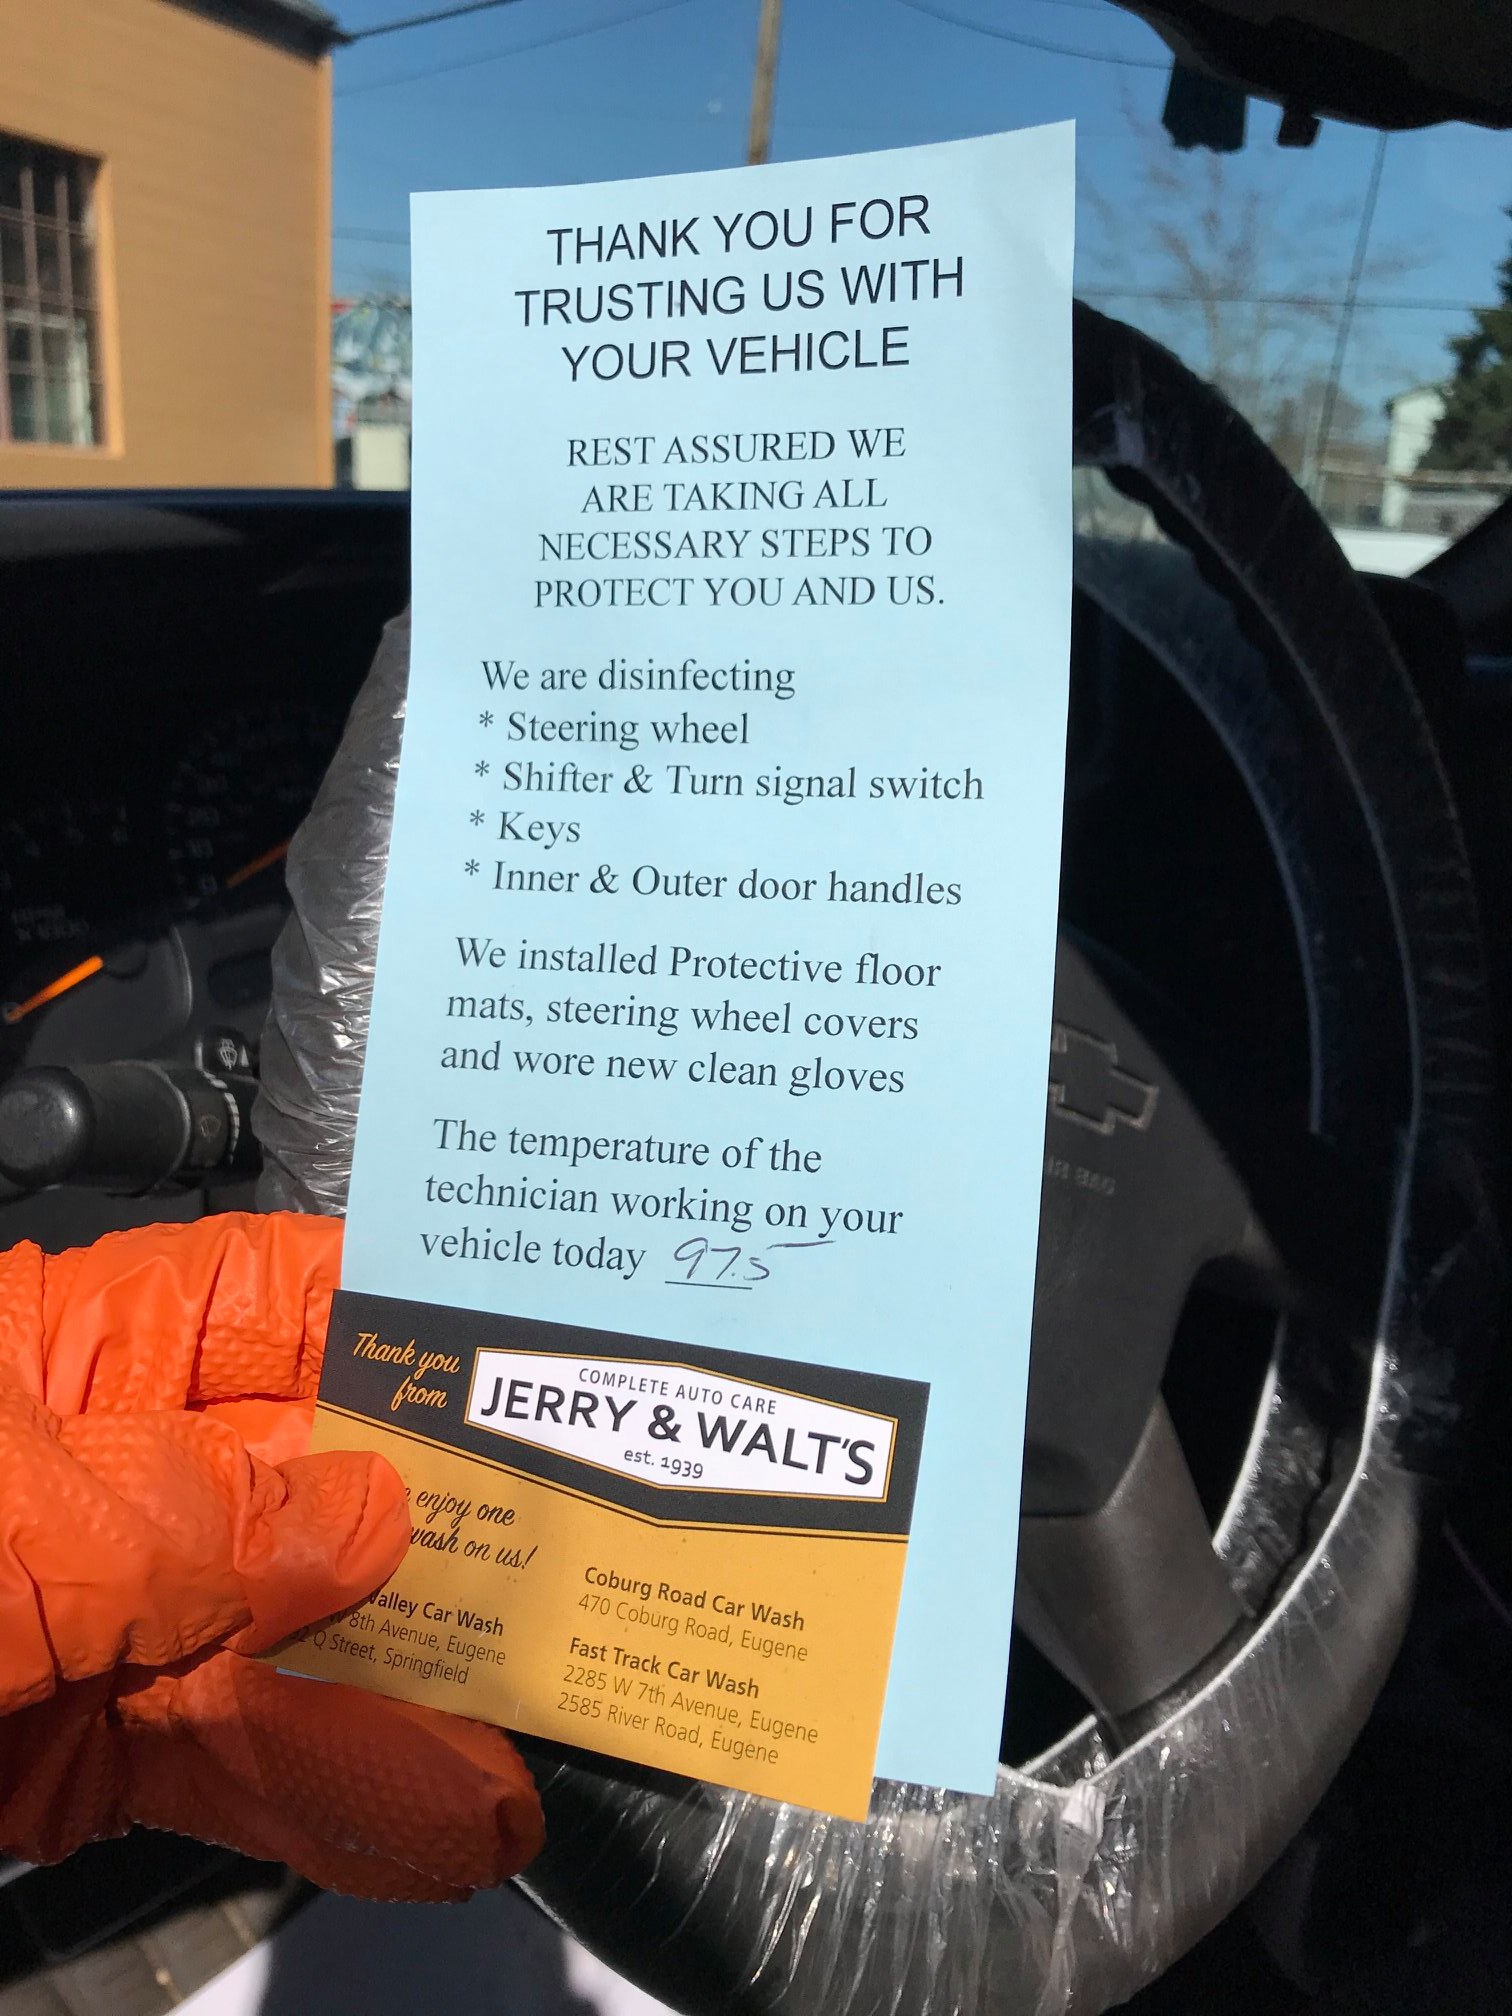 THANK YOU FOR
TRUSTING US WITH
YOUR VEHICLE
REST ASSURED WE
ARE TAKING ALL
NECESSARY STEPS TO
PROTECT YOU AND US.
We are disinfecting
* Steering wheel
* Shifter & Turn signal switch
* Keys
* Inner & Outer door handles
We installed Protective floor
mats, steering wheel covers
and wore new clean gloves
The temperature of the
technician working on your
vehicle today 97.5
Thank you
from
COMPLETE AUTO CARE
JERRY & WALT'S
est. 1939
enjoy one
wash on us!
Valley Car Wash
W 8th Avenue, Eugene
Q Street, Springfield
Coburg Road Car Wash
470 Coburg Road, Eugene
Fast Track Car Wash
2285 W 7th Avenue, Eugene
2585 River Road, Eugene